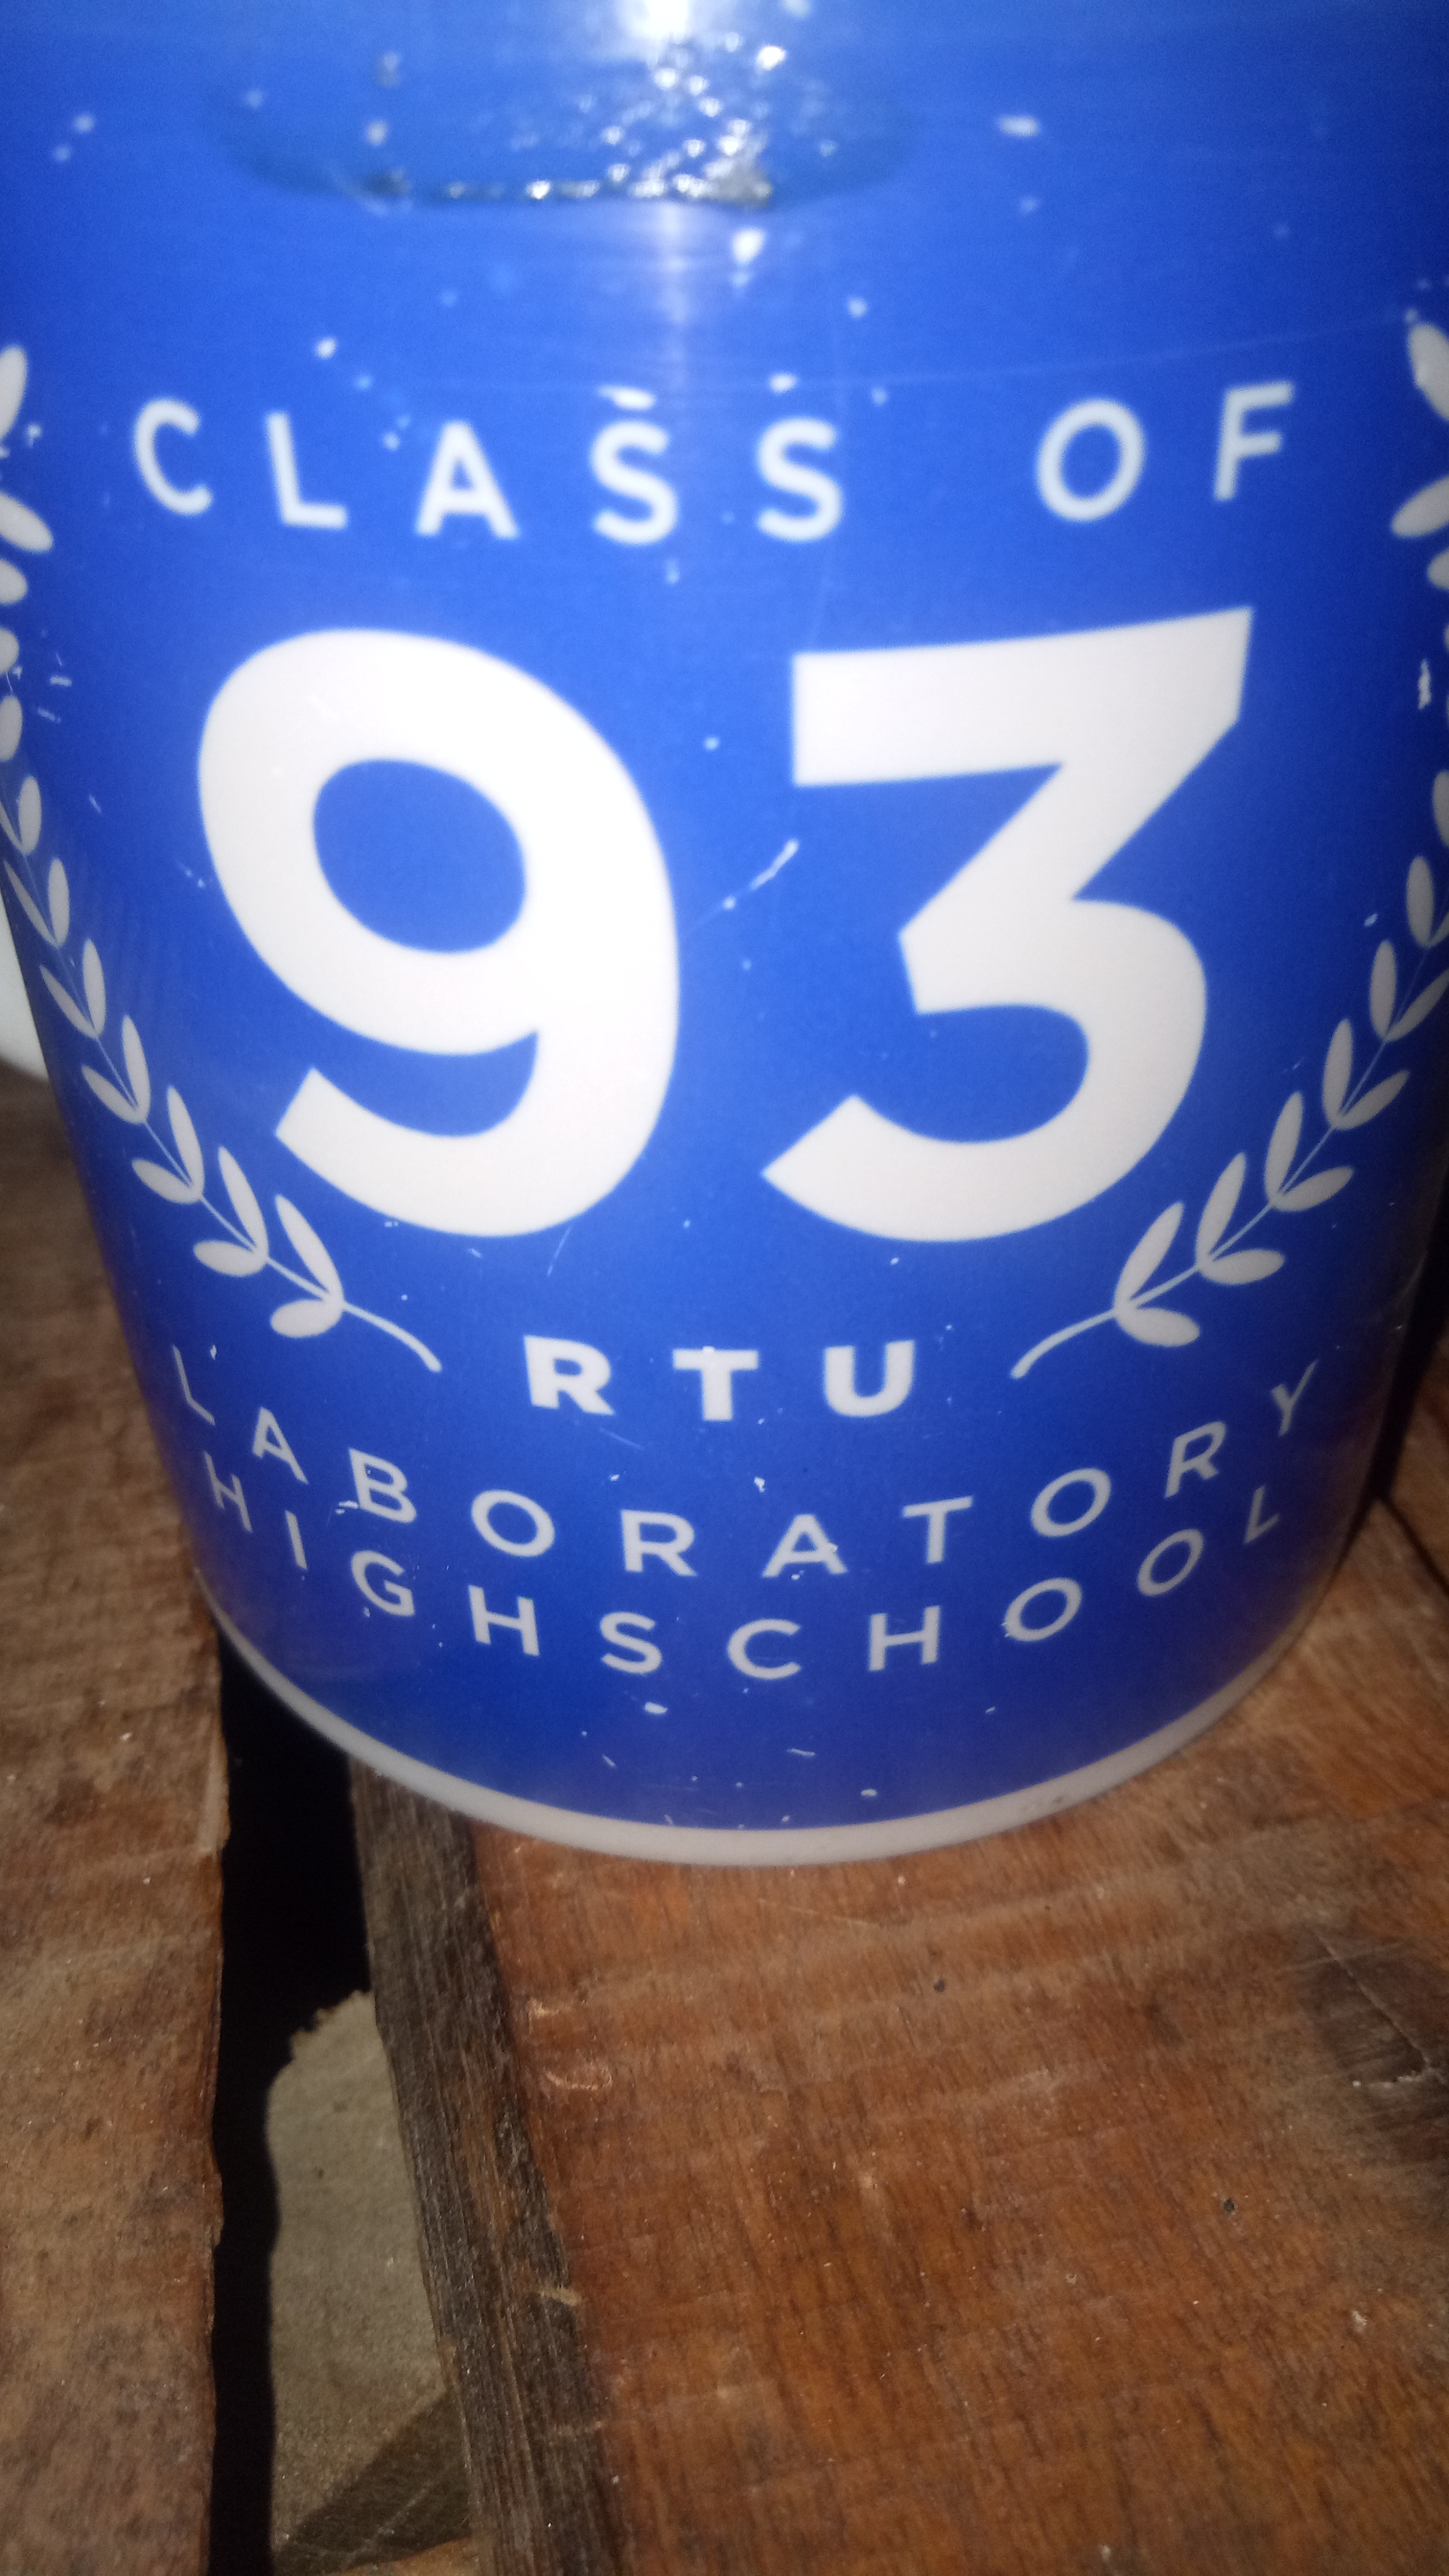 CLASS OF
93
RTU
LABORATORY
HIGHSCHOOL